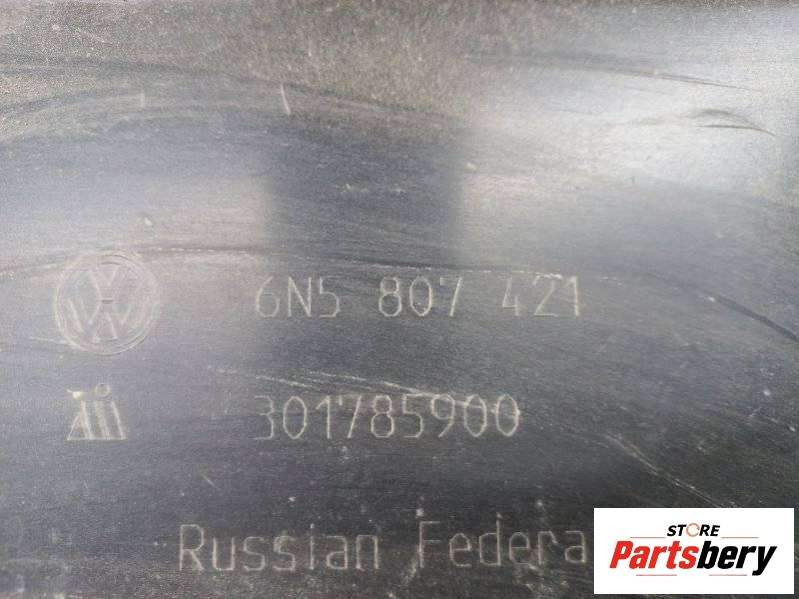 6N5 807 421
301785900
Russian Federa
STORE
Partsbery